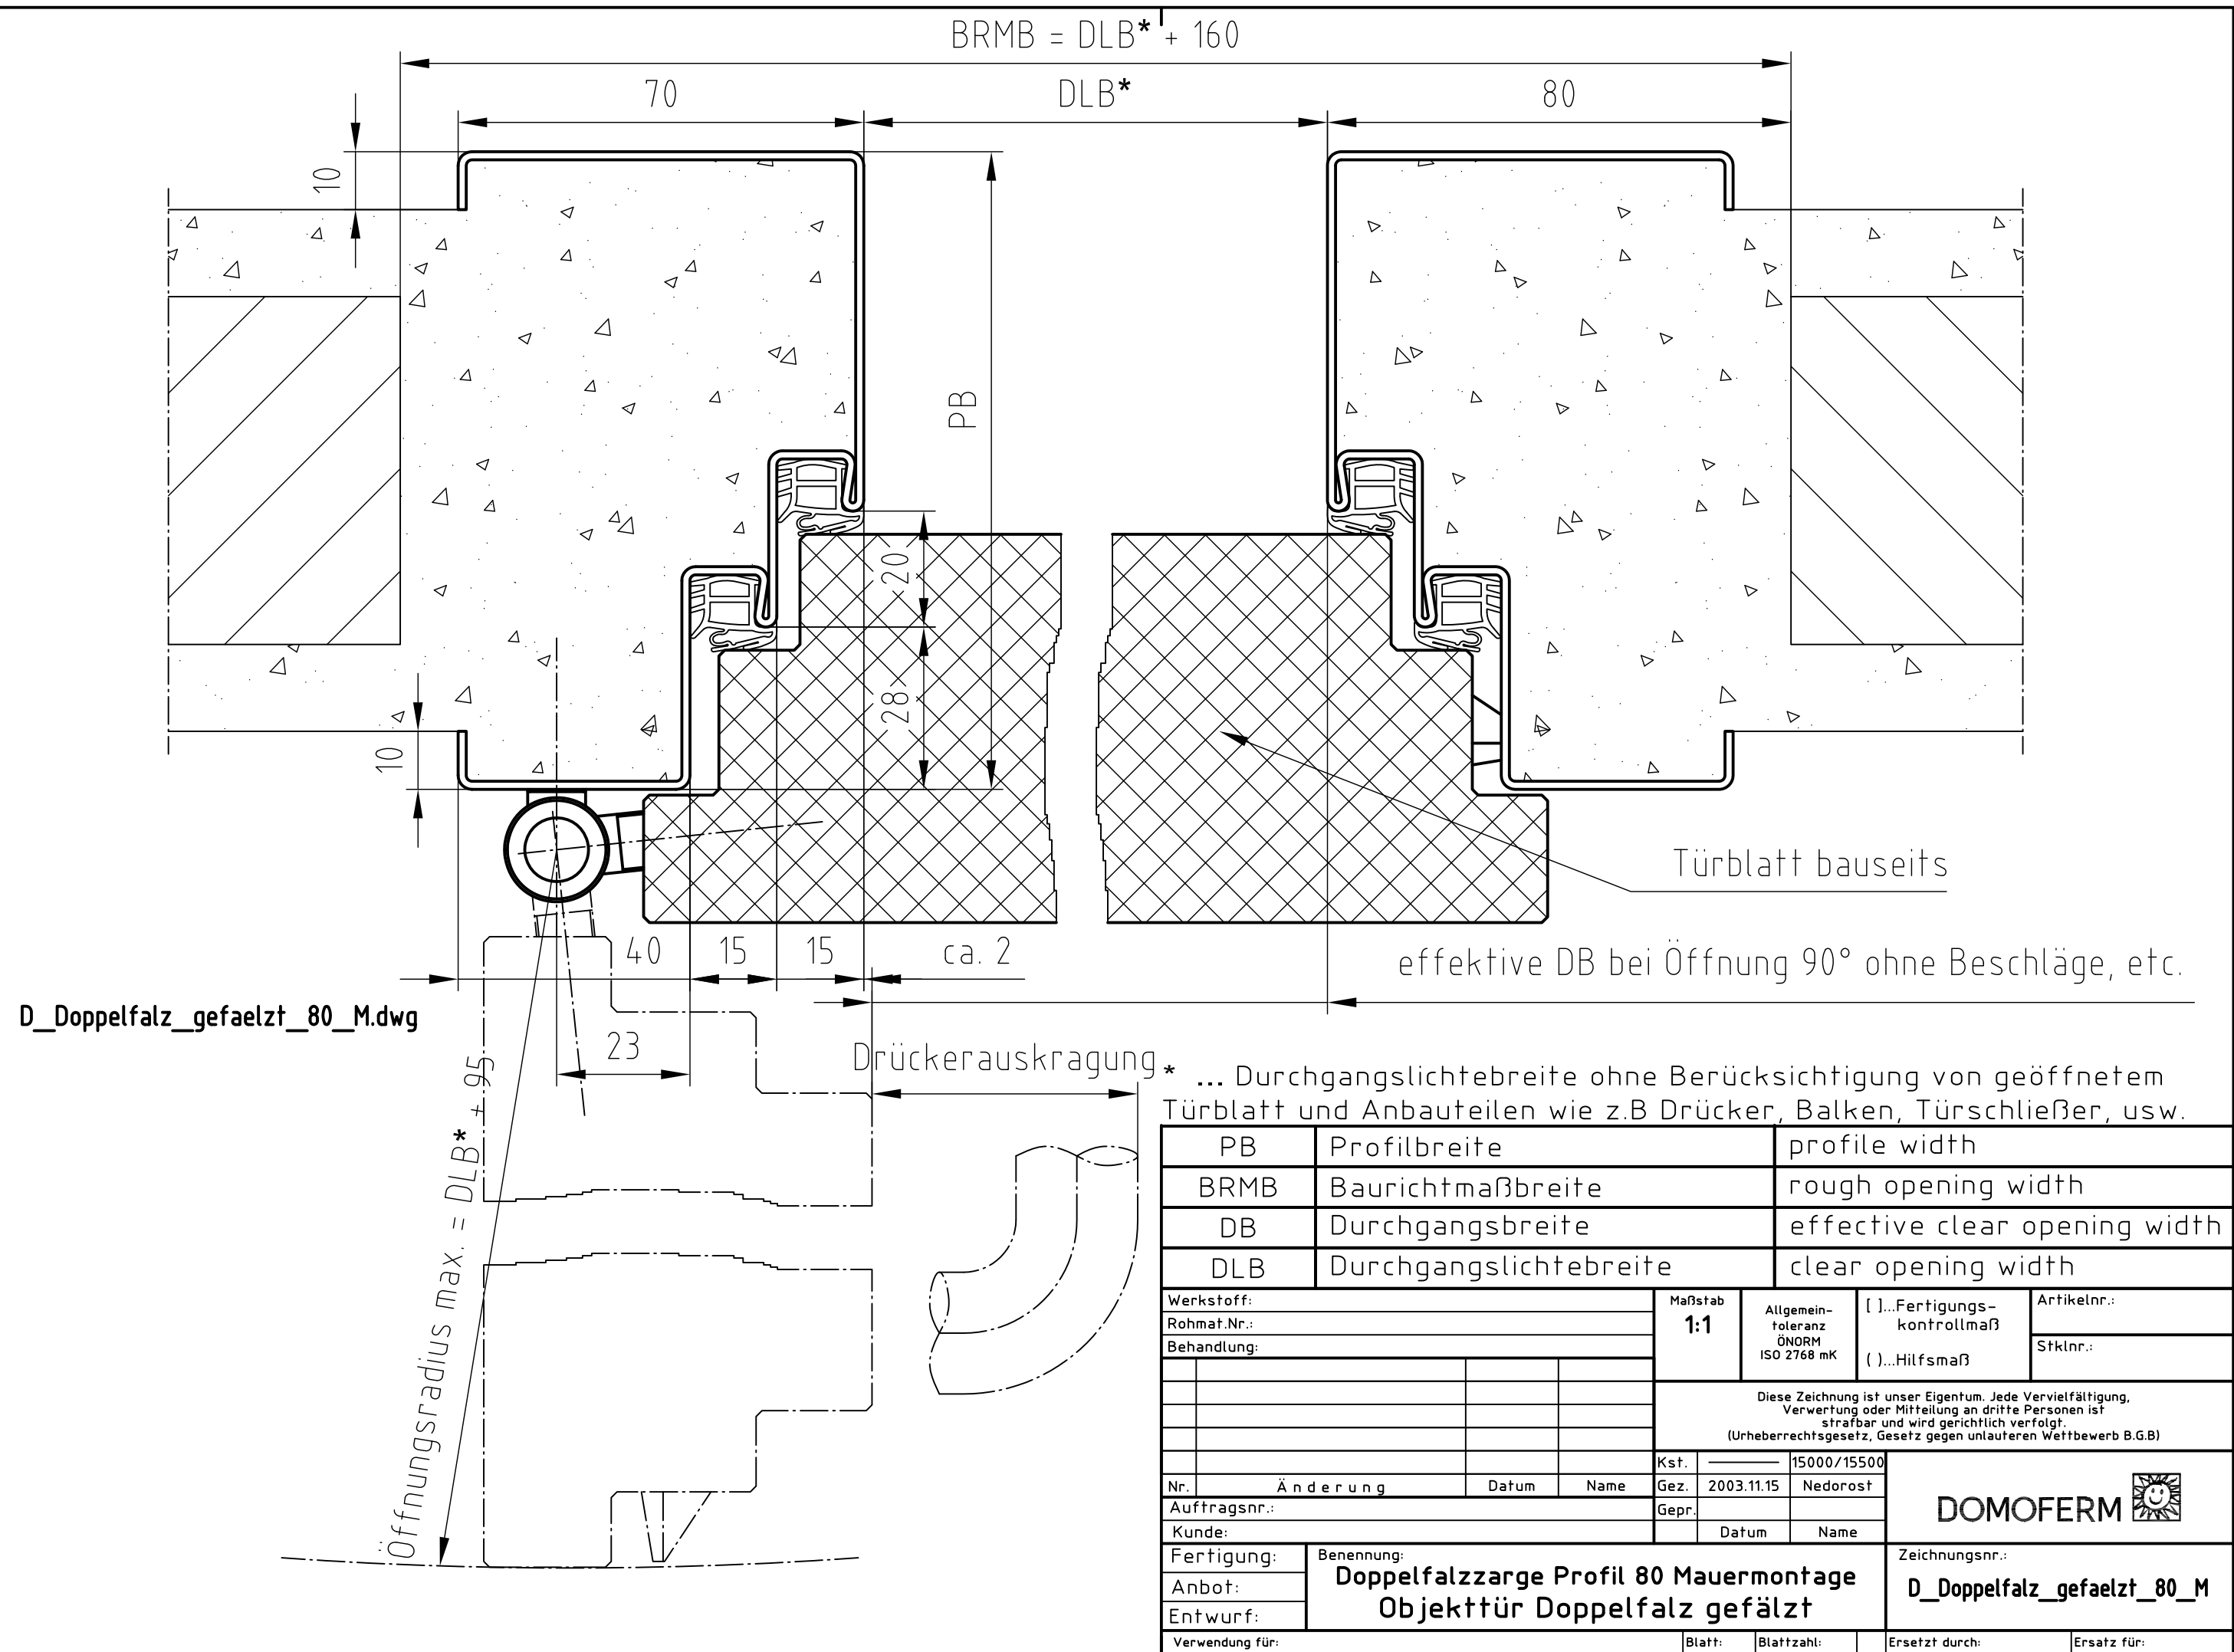 BRMB = DLB* + 160
70
DLB*
80
10
PB
20
28
10
Türblatt bauseits
40
15
15
ca. 2
effektive DB bei Öffnung 90° ohne Beschläge, etc.
D_Doppelfalz_gefaelzt_80_M.dwg
23
Drückerauskragung
Öffnungsradius max. = DLB* + 95
* ... Durchgangslichtebreite ohne Berücksichtigung von geöffnetem
Türblatt und Anbauteilen wie z.B Drücker, Balken, Türschließer, usw.
PB Profilbreite profile width
BRMB Baurichtmaßbreite rough opening width
DB Durchgangsbreite effective clear opening width
DLB Durchgangslichtebreite clear opening width
Werkstoff:
Rohmat.Nr.:
Behandlung:
Maßstab
1:1
Allgemein-
toleranz
ÖNORM
ISO 2768 mK
[ ]...Fertigungs-
kontrollmaß
( )...Hilfsmaß
Artikelnr.:
Stklnr.:
Diese Zeichnung ist unser Eigentum. Jede Vervielfältigung,
Verwertung oder Mitteilung an dritte Personen ist
strafbar und wird gerichtlich verfolgt.
(Urheberrechtsgesetz, Gesetz gegen unlauteren Wettbewerb B.G.B)
Kst. 15000/15500
Nr. Änderung Datum Name
Gez. 2003.11.15 Nedorost
Gepr.
Datum Name
Auftragsnr.:
Kunde:
DOMOFERM
Fertigung:
Anbot:
Entwurf:
Benennung:
Doppelfalzzarge Profil 80 Mauermontage
Objekttür Doppelfalz gefälzt
Zeichnungsnr.:
D_Doppelfalz_gefaelzt_80_M
Verwendung für:
Blatt:
Blattzahl:
Ersetzt durch:
Ersatz für: